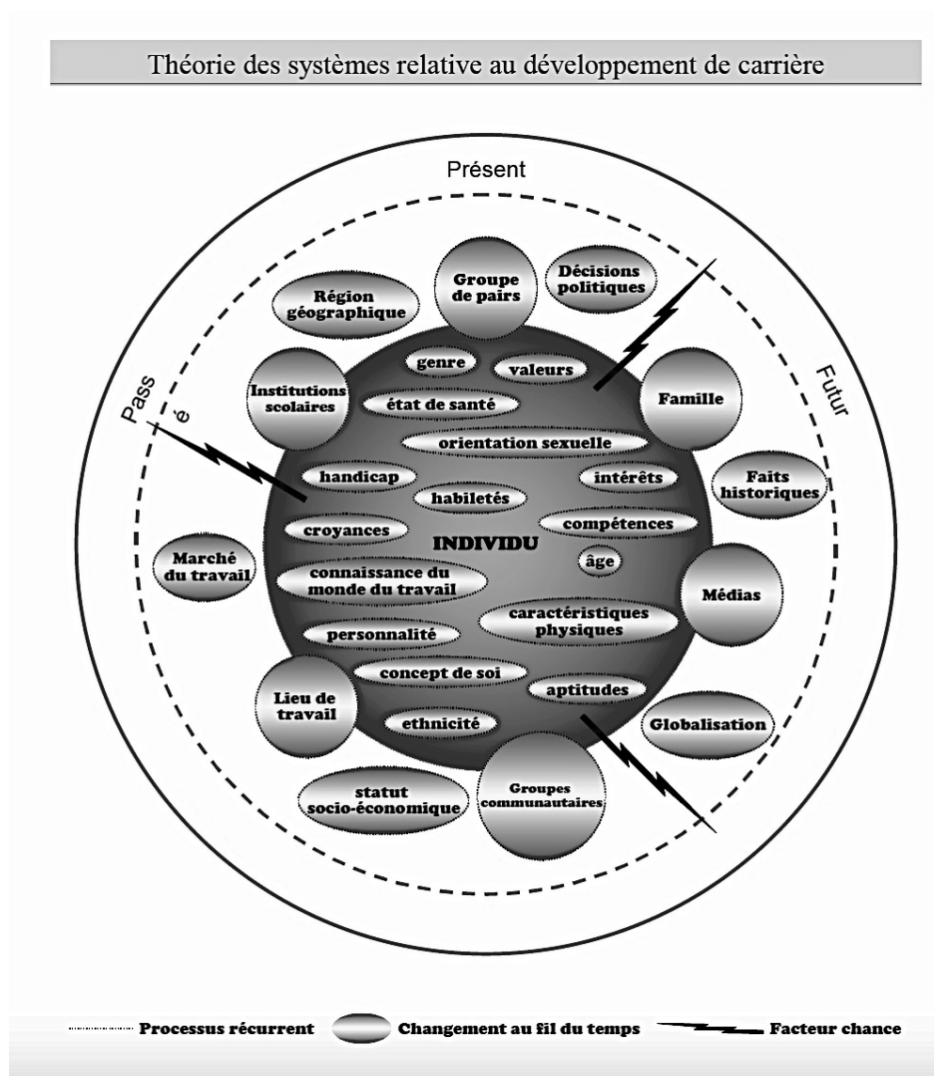 Théorie des systèmes relative au développement de carrière
Présent
Groupe
de pairs
Décisions
politiques
Région
géographique
genre
valeurs
Institutions
scolaires
Famille
Pass
é
Futur
état de santé
orientation sexuelle
handicap
intérêts
Faits
historiques
habiletés
croyances
compétences
INDIVIDU
âge
Marché
du travail
connaissance du
monde du travail
Médias
caractéristiques
physiques
personnalité
concept de soi
aptitudes
Lieu de
travail
ethnicité
Globalisation
statut
socio-économique
Groupes
communautaires
Processus récurrent
Changement au fil du temps
Facteur chance